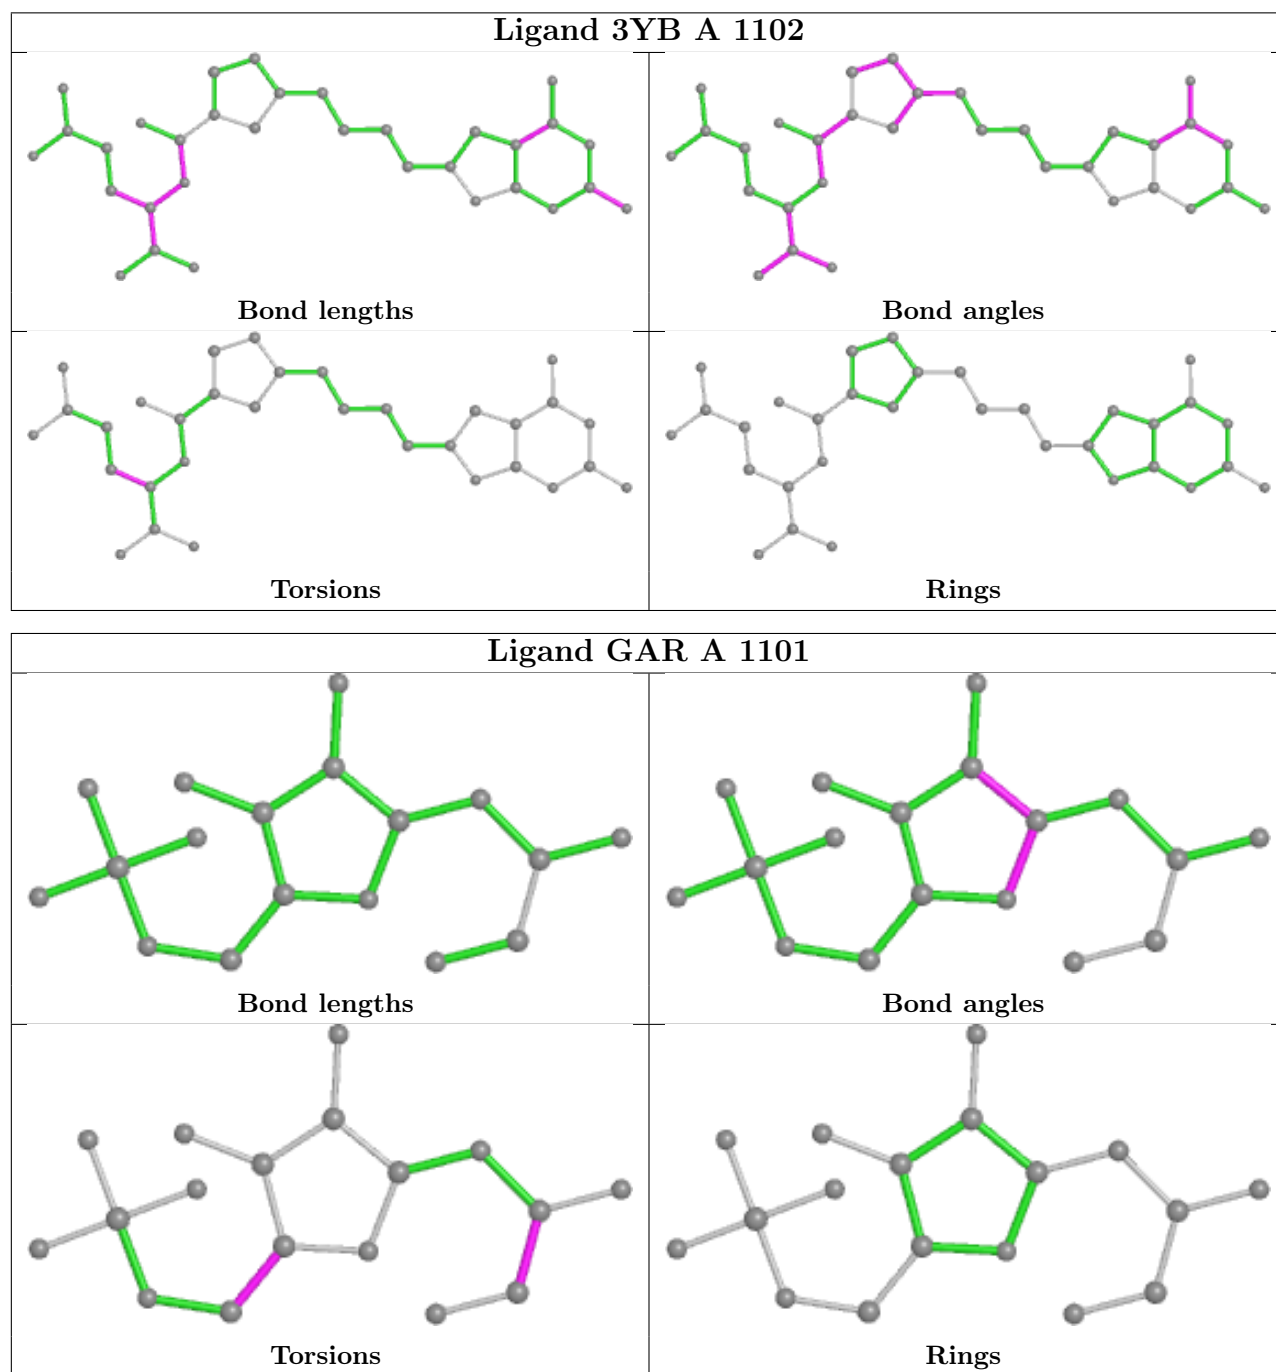 Ligand 3YB A 1102
Bond lengths
Bond angles
Torsions
Rings
Ligand GAR A 1101
Bond lengths
Bond angles
Torsions
Rings